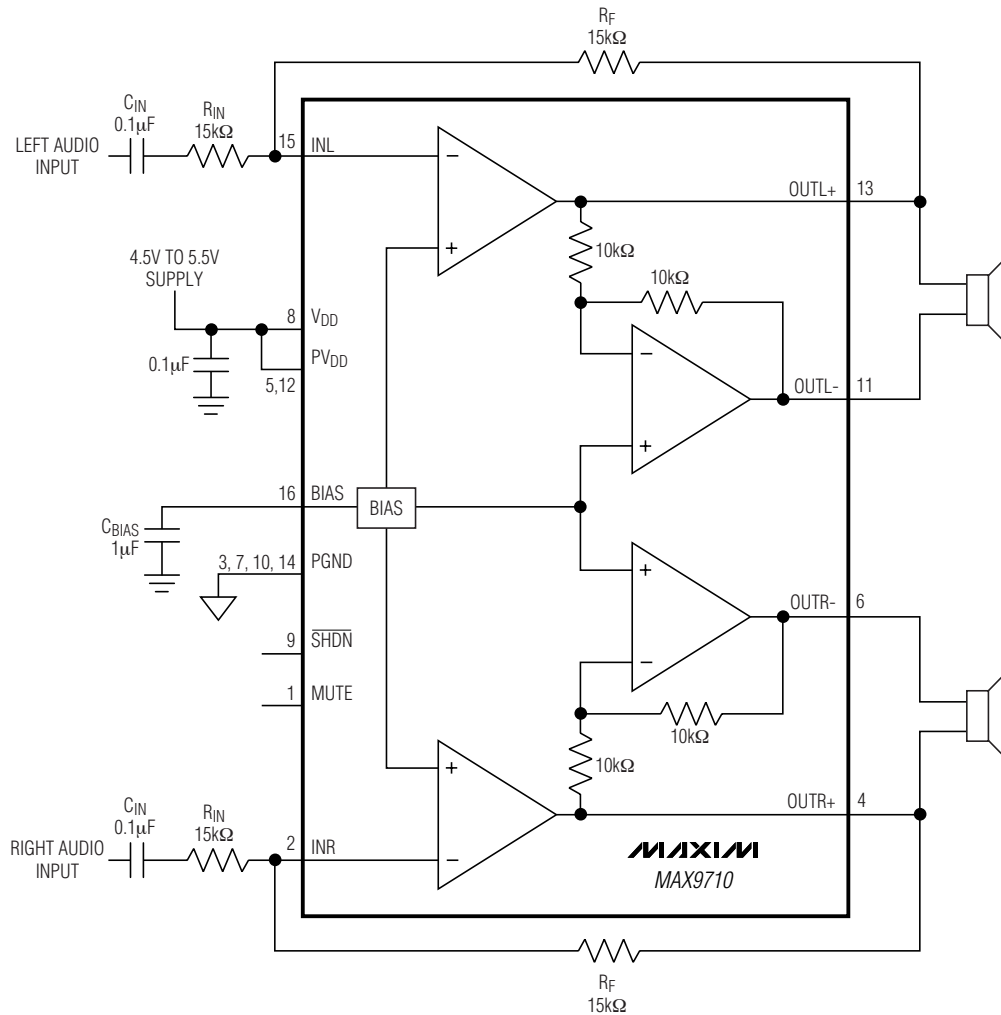 RF
15kΩ
CIN
0.1µF
RIN
15kΩ
LEFT AUDIO
INPUT
15
INL
−
+
OUTL+
13
10kΩ
10kΩ
4.5V TO 5.5V
SUPPLY
8
VDD
0.1µF
PVDD
5,12
−
+
OUTL-
11
16
BIAS
BIAS
CBIAS
1µF
3, 7, 10, 14
PGND
+
−
OUTR-
6
9
SHDN
1
MUTE
10kΩ
10kΩ
+
−
OUTR+
4
CIN
0.1µF
RIN
15kΩ
RIGHT AUDIO
INPUT
2
INR
MAXIM
MAX9710
RF
15kΩ